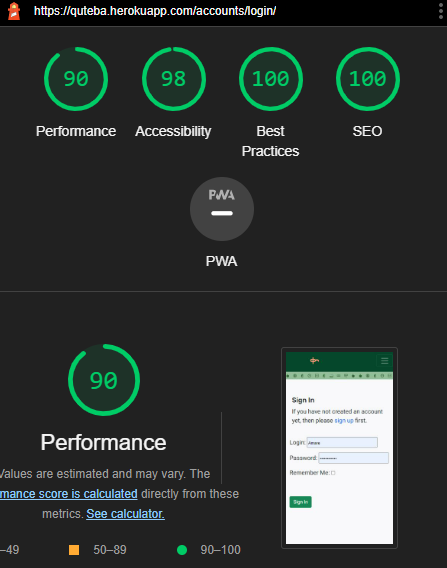 https://quteba.herokuapp.com/accounts/login/
90 98 100 100
Performance Accessibility Best Practices SEO
PWA
PWA
90
Performance
Values are estimated and may vary. The
mance score is calculated directly from these
metrics. See calculator.
–49 50–89 90–100
Sign In
If you have not created an account
yet, then please sign up first.
Login:
Password:
Remember Me:
Sign In